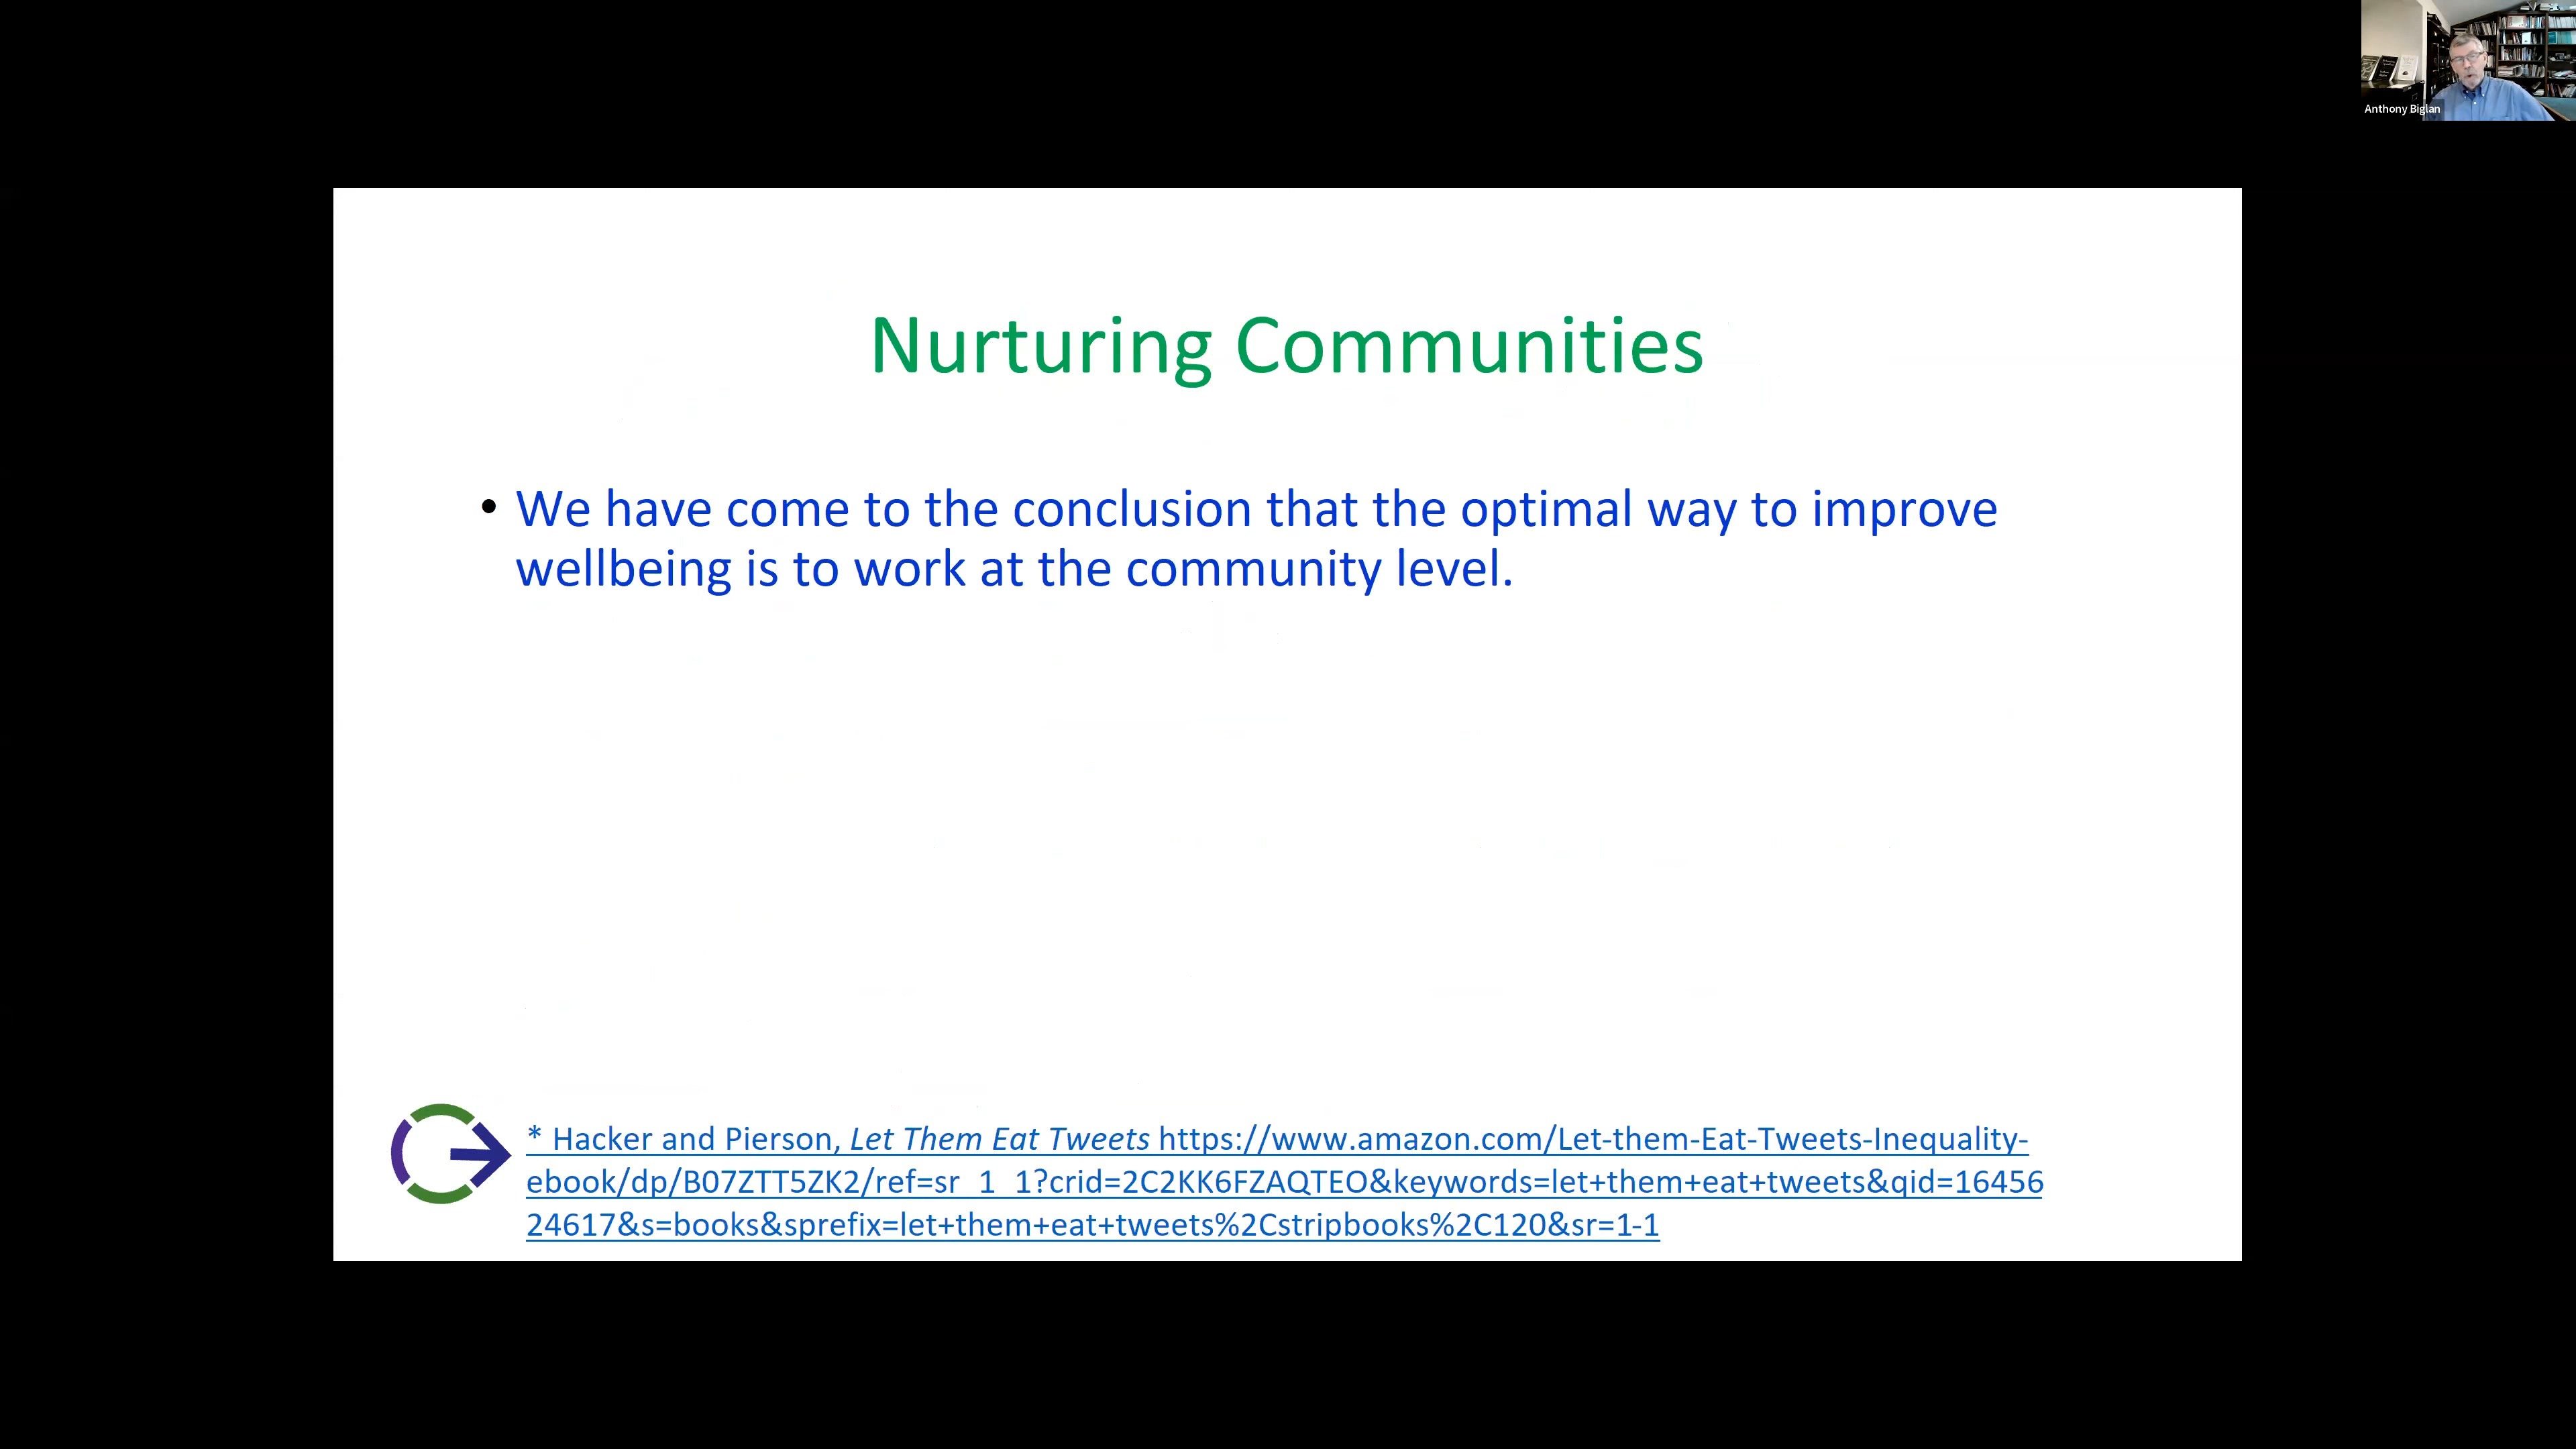 Anthony Biglan
Nurturing Communities
• We have come to the conclusion that the optimal way to improve
wellbeing is to work at the community level.
* Hacker and Pierson, Let Them Eat Tweets https://www.amazon.com/Let-them-Eat-Tweets-Inequality-
ebook/dp/B07ZTT5ZK2/ref=sr_1_1?crid=2C2KK6FZAQTEO&keywords=let+them+eat+tweets&qid=16456
24617&s=books&sprefix=let+them+eat+tweets%2Cstripbooks%2C120&sr=1-1